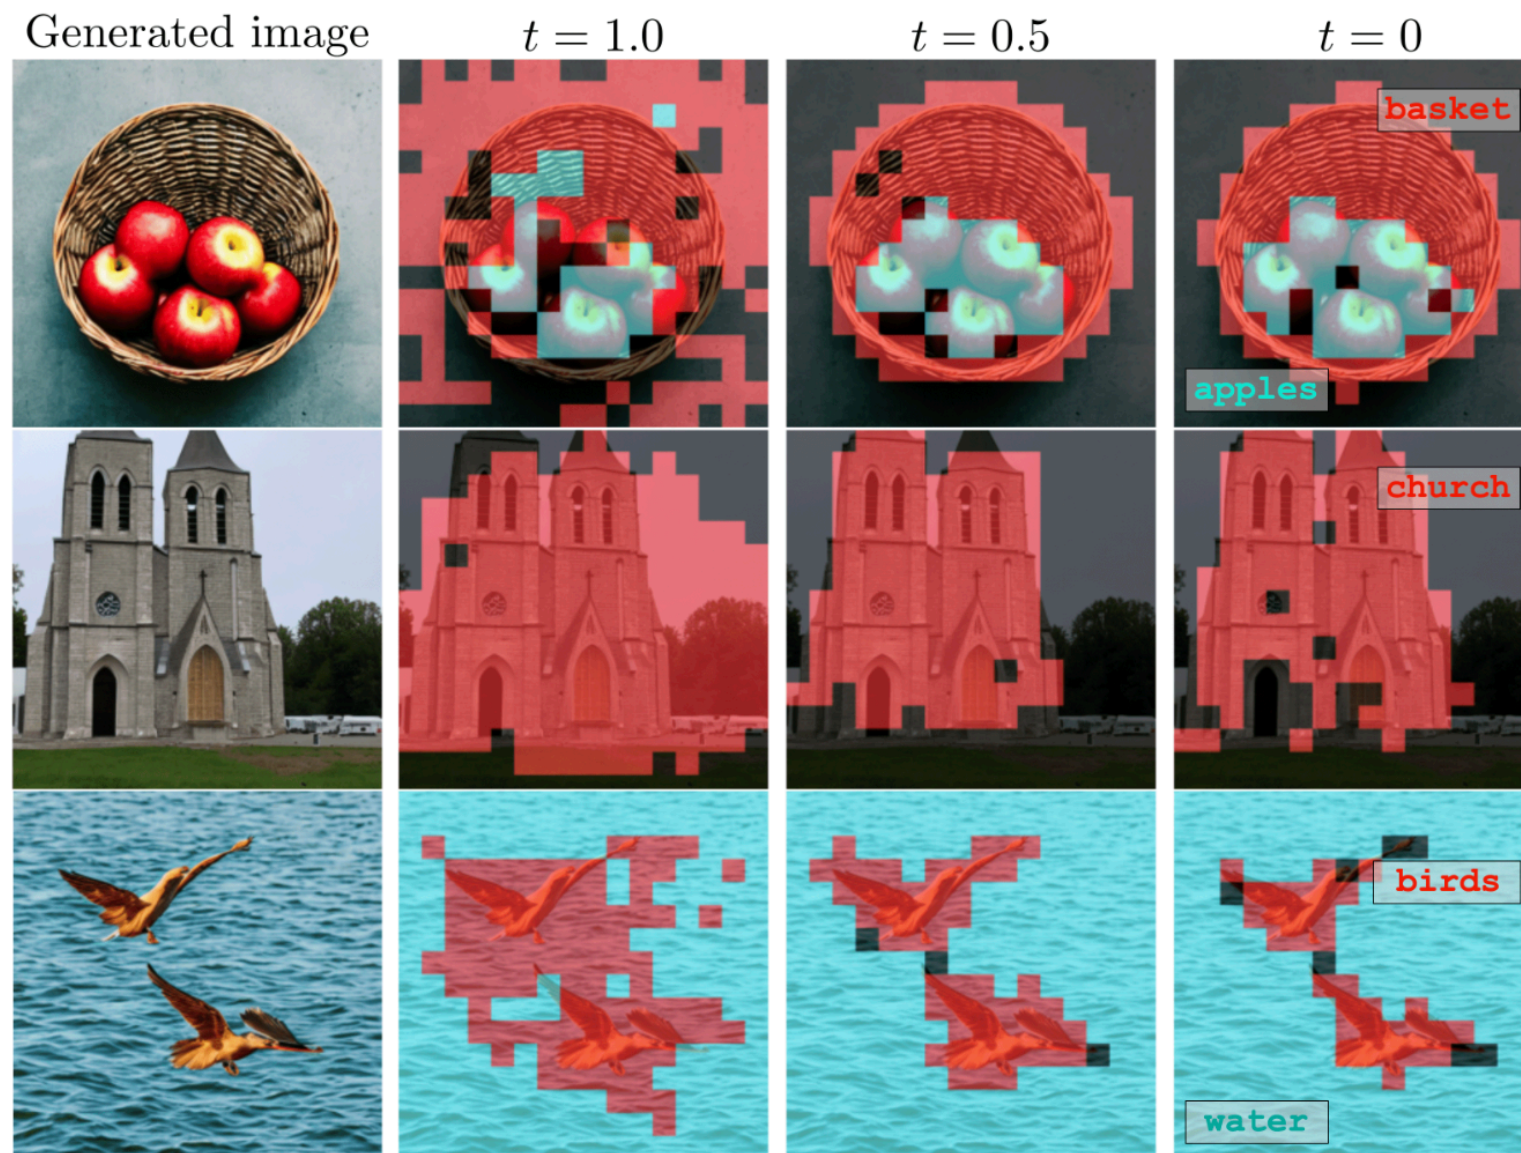 Generated image
t = 1.0
t = 0.5
t = 0
basket
apples
church
birds
water